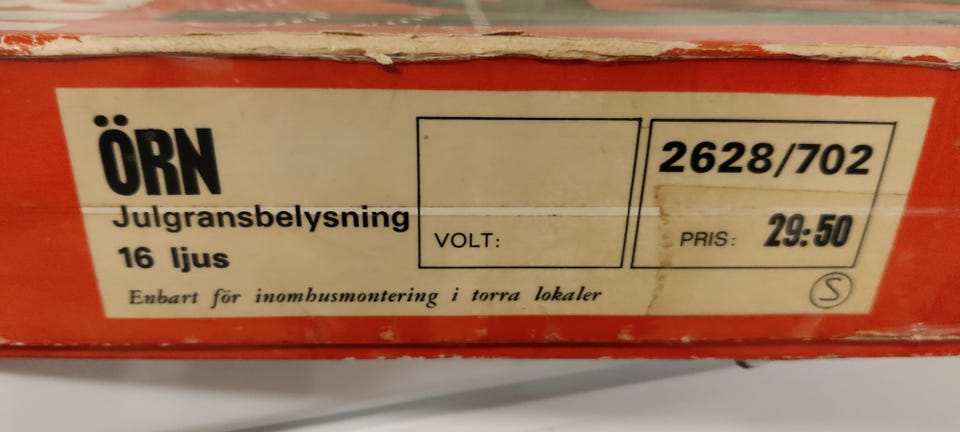 ÖRN
Julgransbelysning
16 ljus
Enbart för inomhusmontering i torra lokaler
VOLT:
2628/702
PRIS: 29:50
S